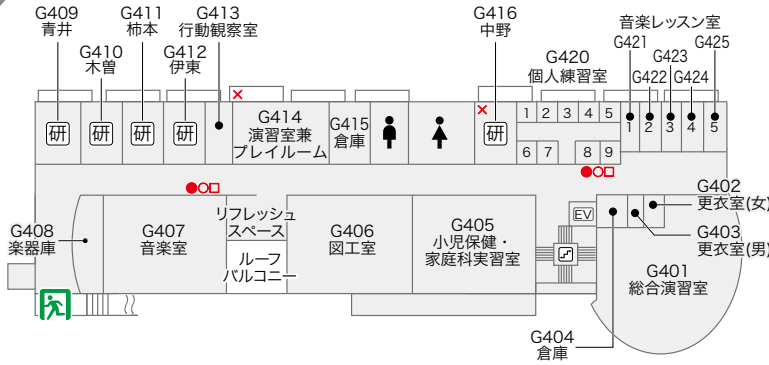 G409
青井
G410
木曽
G411
柿本
G412
伊東
G413
行動観察室
G416
中野
G420
個人練習室
音楽レッスン室
G421
G422
G423
G424
G425
研
研
研
研
G414
演習室兼
プレイルーム
G415
倉庫
研
1 2 3 4 5
6 7 8 9
1 2 3 4 5
G408
楽器庫
G407
音楽室
リフレッシュ
スペース
ルーフ
バルコニー
G406
図工室
G405
小児保健・
家庭科実習室
EV
G402
更衣室(女)
G403
更衣室(男)
G401
総合演習室
G404
倉庫